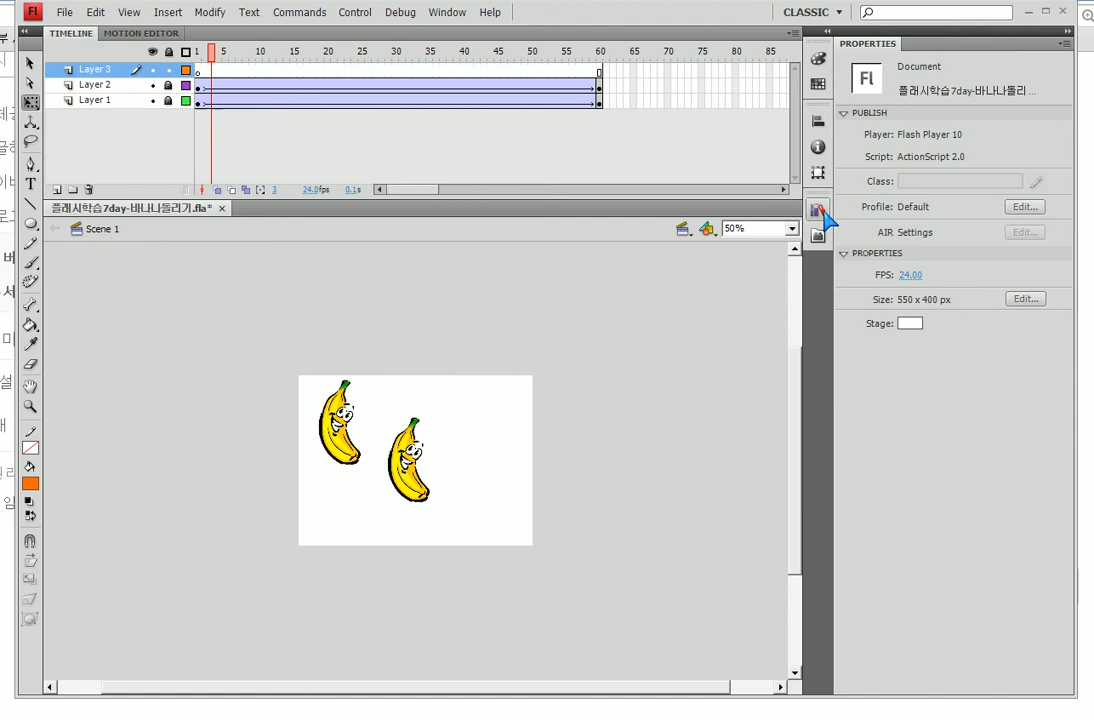 Fl File Edit View Insert Modify Text Commands Control Debug Window Help CLASSIC
TIMELINE MOTION EDITOR
1 5 10 15 20 25 30 35 40 45 50 55 60 65 70 75 80 85
Layer 3
Layer 2
Layer 1
3 24.0fps 0.1s
플래시학습7day-바나나돌리기.fla*
Scene 1 50%
PROPERTIES
Fl
Document
플래시학습7day-바나나돌리 ...
PUBLISH
Player: Flash Player 10
Script: ActionScript 2.0
Class:
Profile: Default Edit...
AIR Settings Edit...
PROPERTIES
FPS: 24.00
Size: 550 x 400 px Edit...
Stage:
T